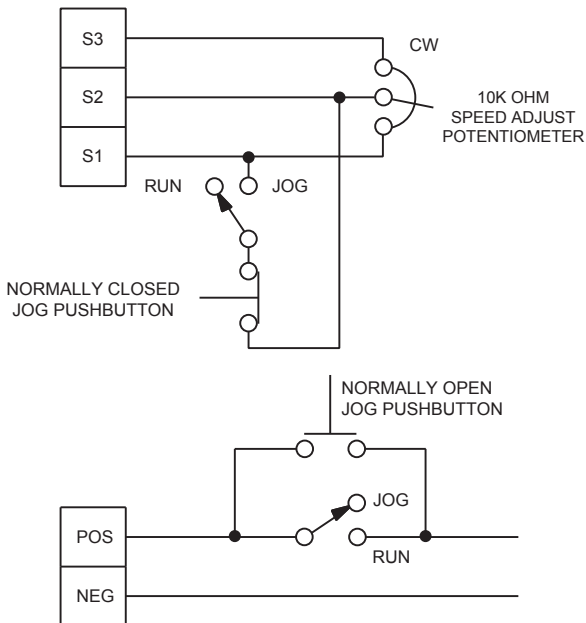 S3
CW
S2
10K OHM
SPEED ADJUST
POTENTIOMETER
S1
RUN
JOG
NORMALLY CLOSED
JOG PUSHBUTTON
NORMALLY OPEN
JOG PUSHBUTTON
JOG
POS
RUN
NEG